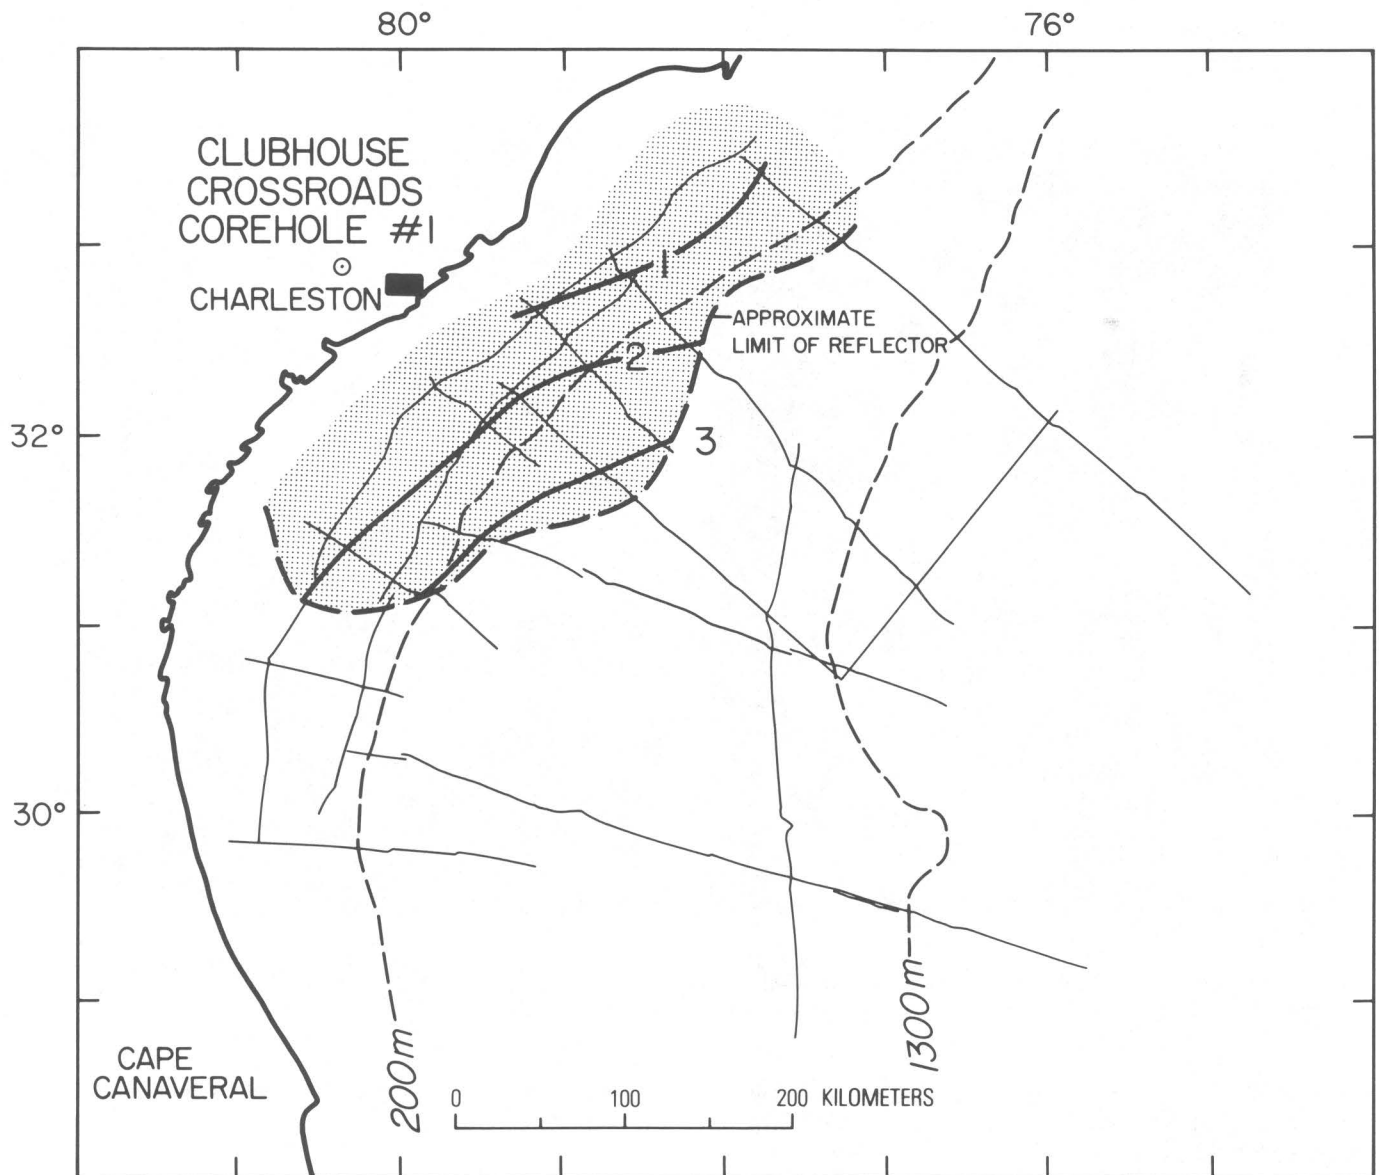 80°
76°
CLUBHOUSE
CROSSROADS
COREHOLE #1
CHARLESTON
1
APPROXIMATE
LIMIT OF REFLECTOR
2
3
32°
30°
CAPE
CANAVERAL
200m
1300m
0 100 200 KILOMETERS